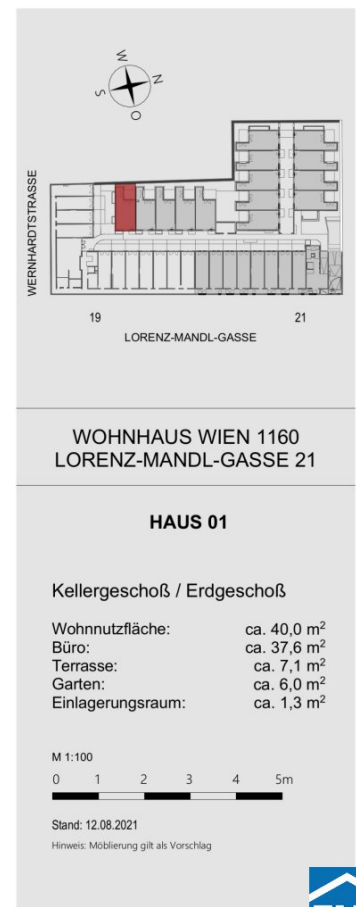 W
N
S
O
WERNHARDTSTRASSE
19
21
LORENZ-MANDL-GASSE
WOHNHAUS WIEN 1160
LORENZ-MANDL-GASSE 21
HAUS 01
Kellergeschoß / Erdgeschoß
Wohnnutzfläche: ca. 40,0 m²
Büro: ca. 37,6 m²
Terrasse: ca. 7,1 m²
Garten: ca. 6,0 m²
Einlagerungsraum: ca. 1,3 m²
M 1:100
0 1 2 3 4 5m
Stand: 12.08.2021
Hinweis: Möblierung gilt als Vorschlag